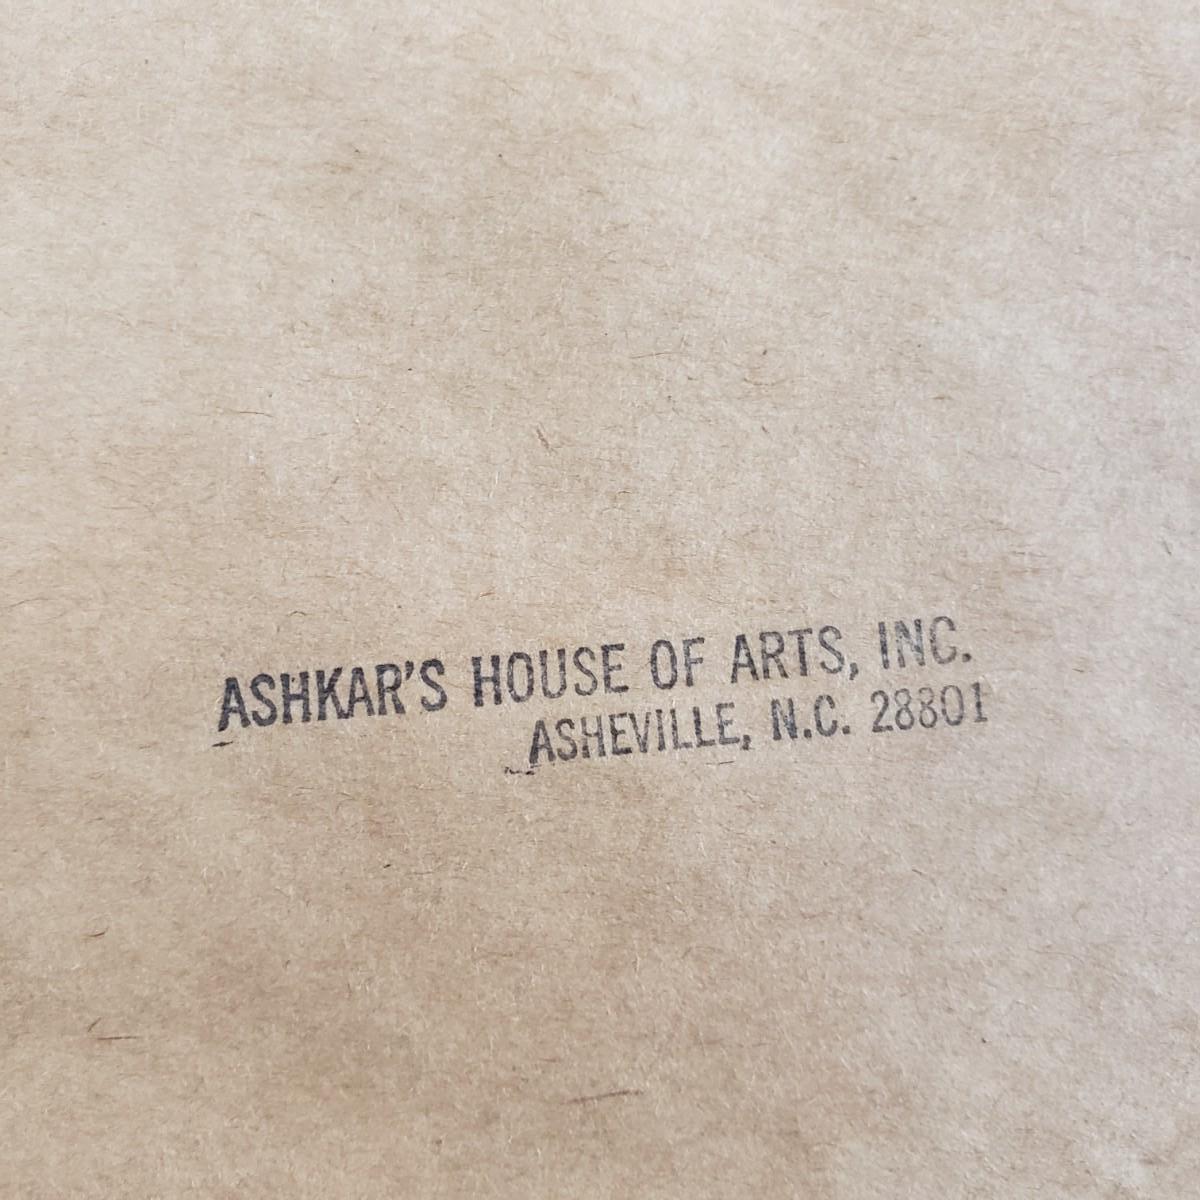 ASHKAR'S HOUSE OF ARTS, INC.
ASHEVILLE, N.C. 28801